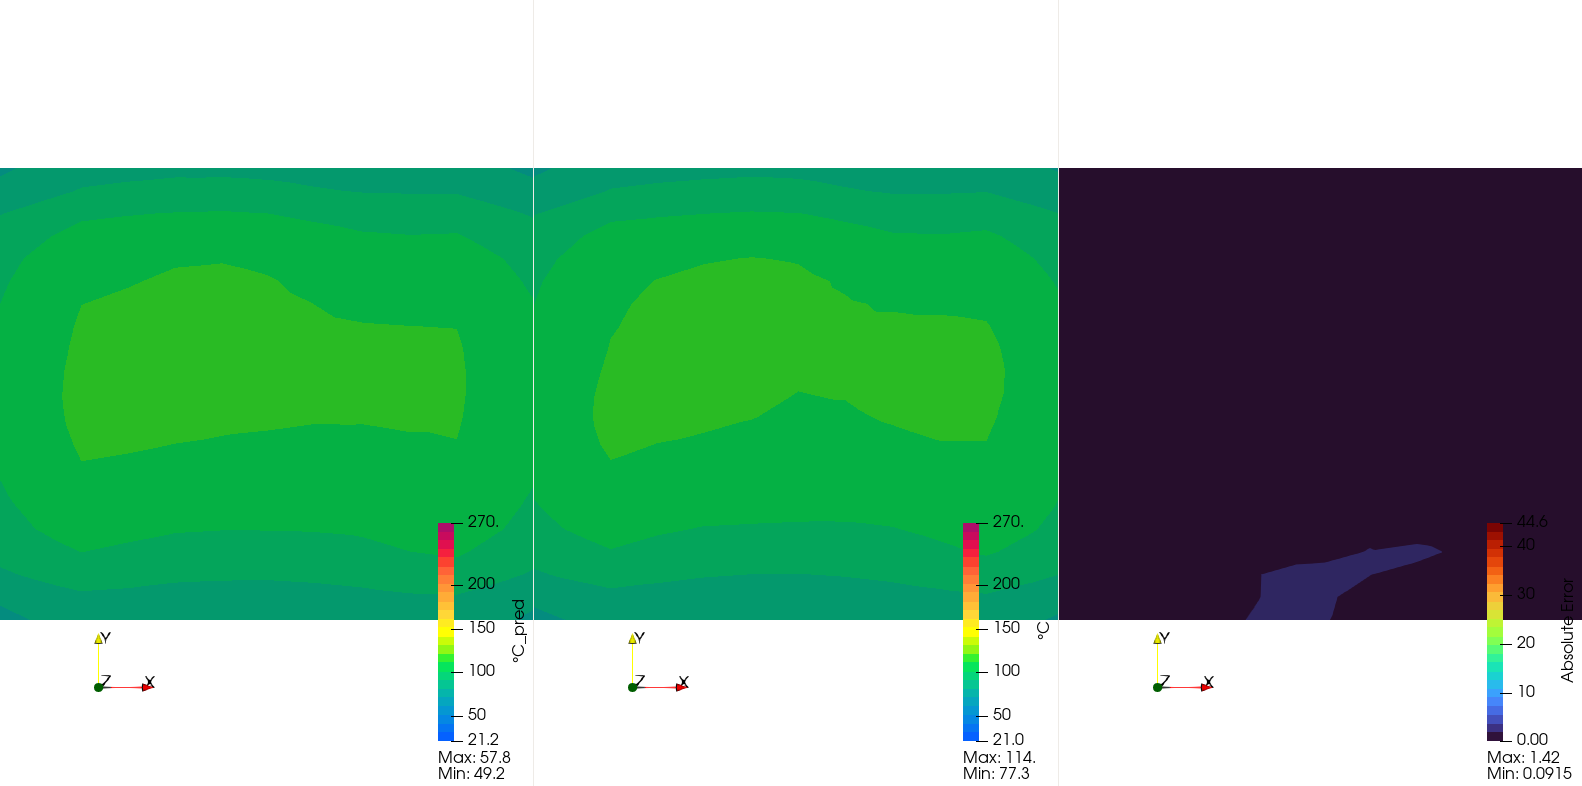 270.
200
150
100
50
21.2
°C_pred
Max: 57.8
Min: 49.2
Y
Z
X
270.
200
150
100
50
21.0
°C
Max: 114.
Min: 77.3
Y
Z
X
44.6
40
30
20
10
0.00
Absolute Error
Max: 1.42
Min: 0.0915
Y
Z
X